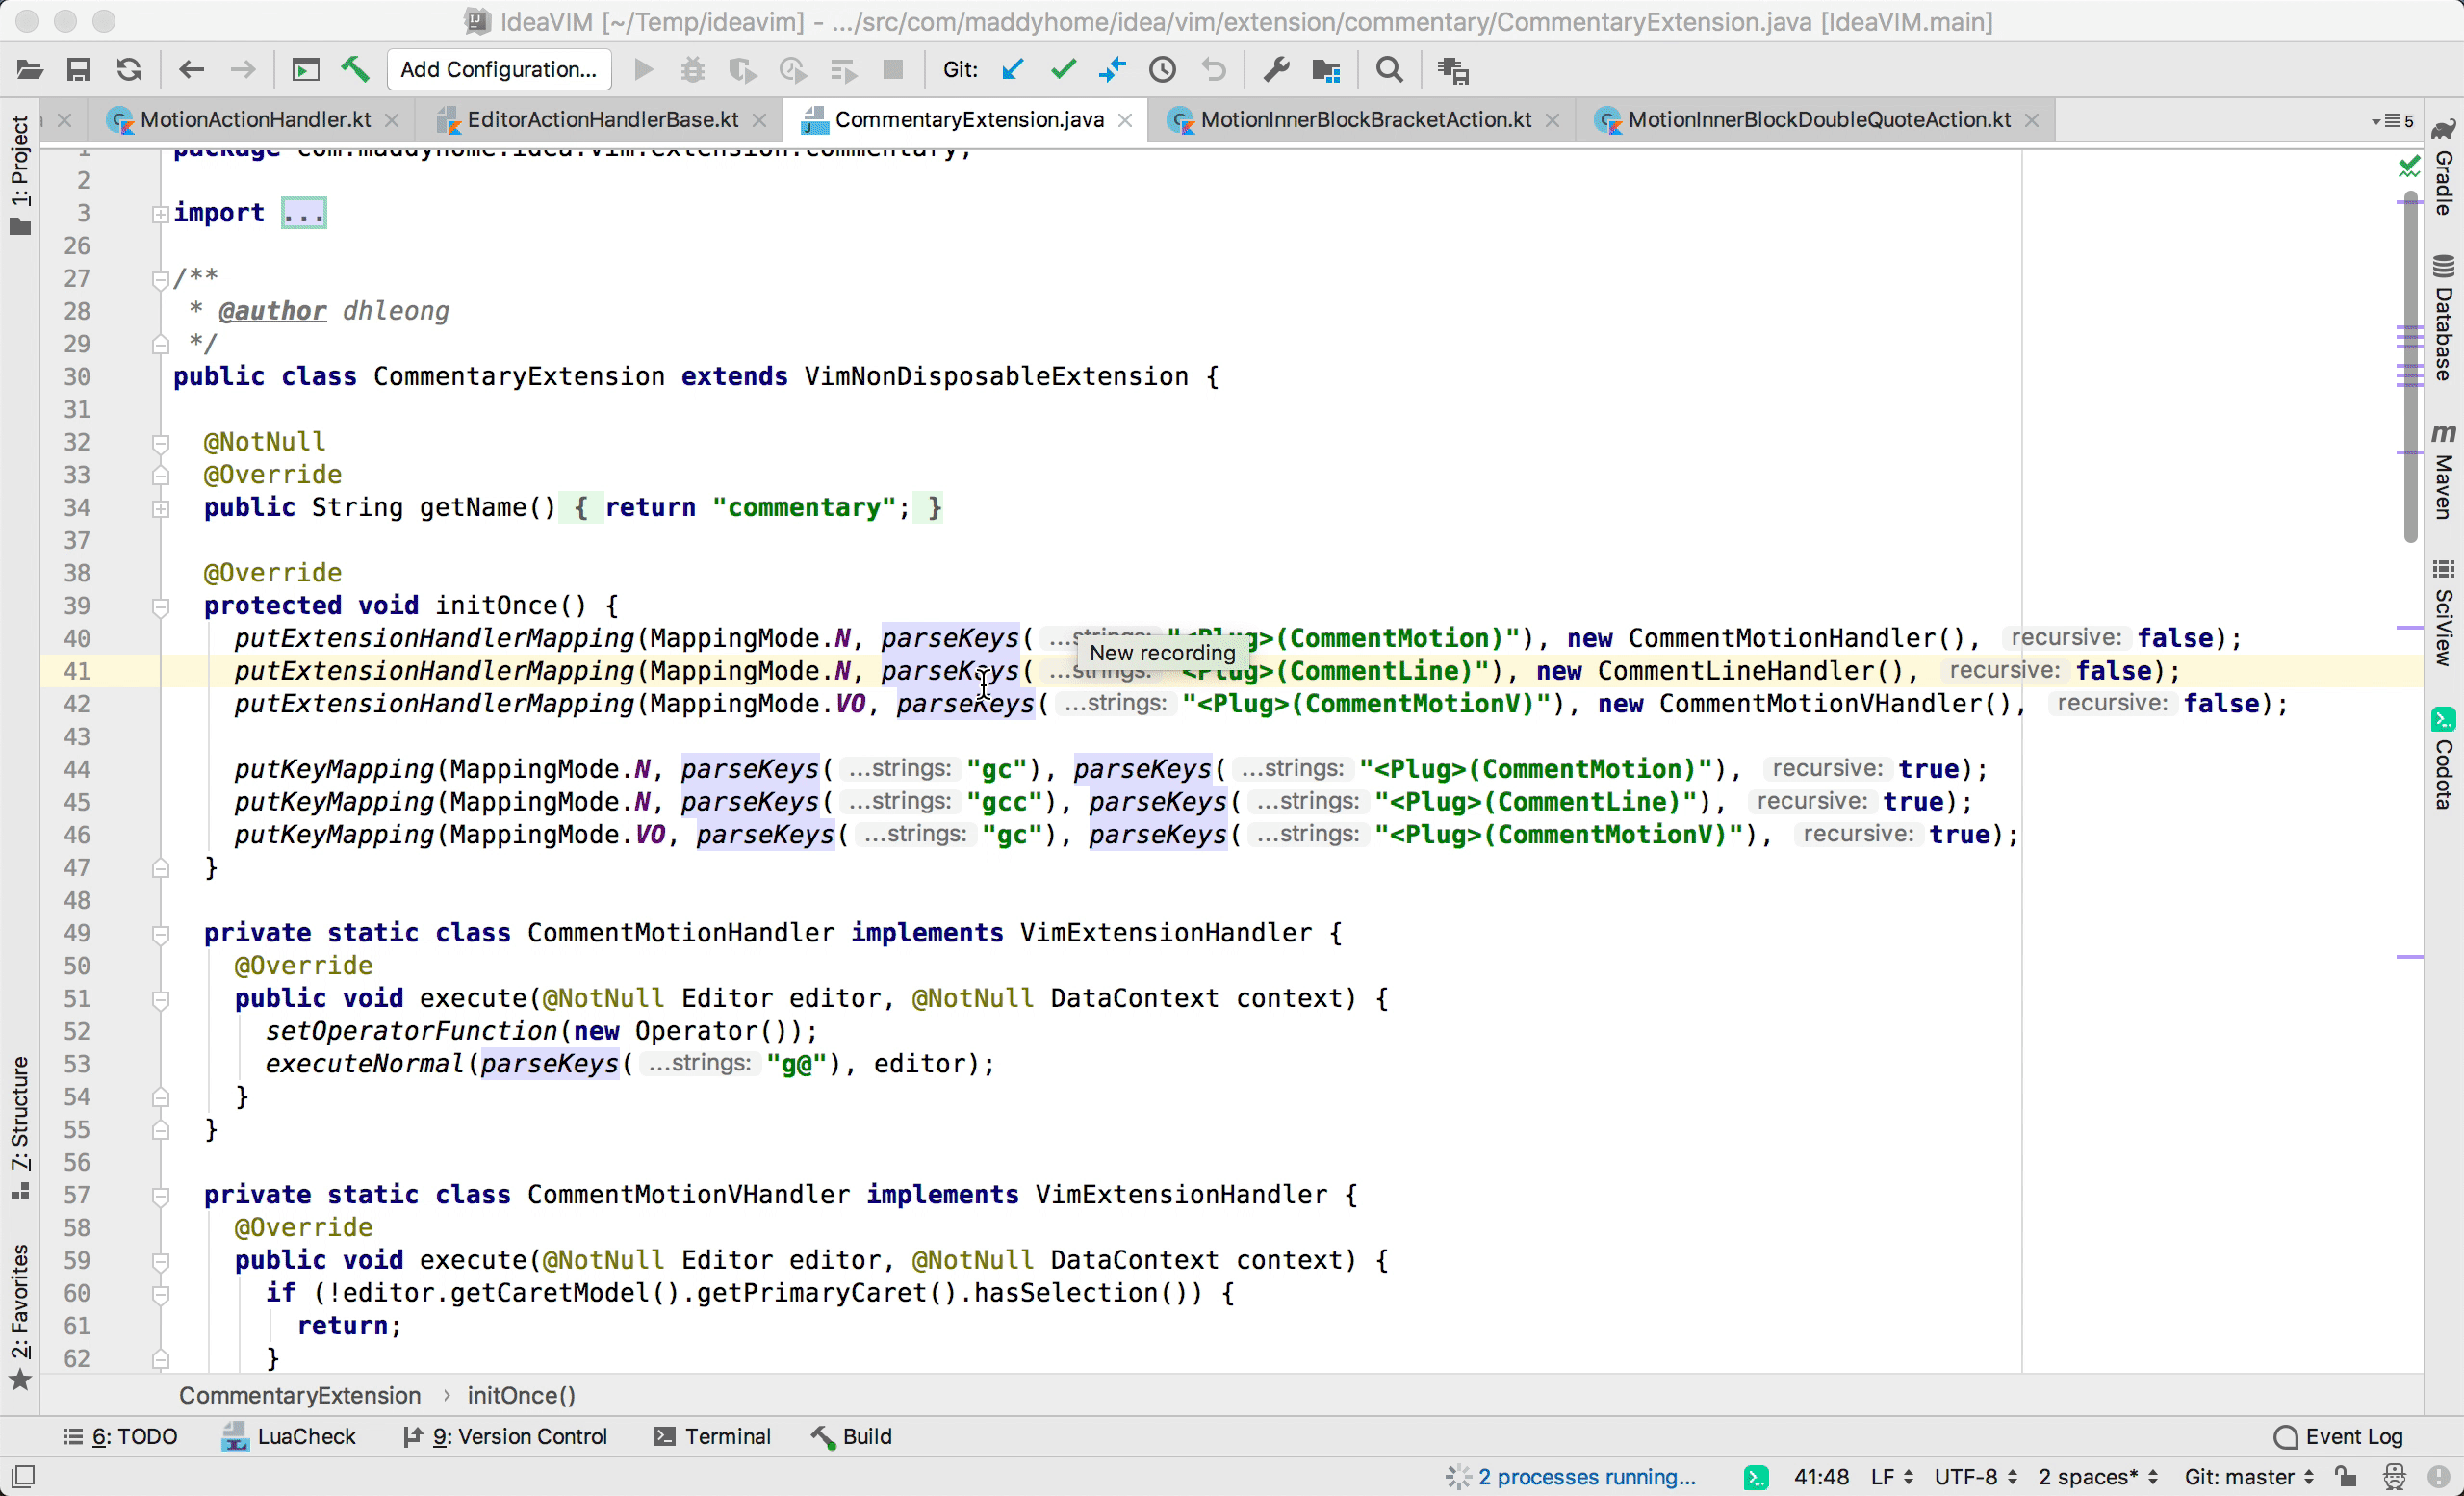 IdeaVIM [~/Temp/ideavim] - .../src/com/maddyhome/idea/vim/extension/commentary/CommentaryExtension.java [IdeaVIM.main]
Add Configuration... Git:
MotionActionHandler.kt EditorActionHandlerBase.kt CommentaryExtension.java MotionInnerBlockBracketAction.kt MotionInnerBlockDoubleQuoteAction.kt 5
1: Project
7: Structure
2: Favorites
1 package com.maddyhome.idea.vim.extension.commentary;
2
3 import ...
26
27 /**
28 * @author dhleong
29 */
30 public class CommentaryExtension extends VimNonDisposableExtension {
31
32 @NotNull
33 @Override
34 public String getName() { return "commentary"; }
37
38 @Override
39 protected void initOnce() {
40 putExtensionHandlerMapping(MappingMode.N, parseKeys( ...strings: "<Plug>(CommentMotion)"), new CommentMotionHandler(), recursive: false);
New recording
41 putExtensionHandlerMapping(MappingMode.N, parseKeys( ...strings: "<Plug>(CommentLine)"), new CommentLineHandler(), recursive: false);
42 putExtensionHandlerMapping(MappingMode.VO, parseKeys( ...strings: "<Plug>(CommentMotionV)"), new CommentMotionVHandler(), recursive: false);
43
44 putKeyMapping(MappingMode.N, parseKeys( ...strings: "gc"), parseKeys( ...strings: "<Plug>(CommentMotion)"), recursive: true);
45 putKeyMapping(MappingMode.N, parseKeys( ...strings: "gcc"), parseKeys( ...strings: "<Plug>(CommentLine)"), recursive: true);
46 putKeyMapping(MappingMode.VO, parseKeys( ...strings: "gc"), parseKeys( ...strings: "<Plug>(CommentMotionV)"), recursive: true);
47 }
48
49 private static class CommentMotionHandler implements VimExtensionHandler {
50 @Override
51 public void execute(@NotNull Editor editor, @NotNull DataContext context) {
52 setOperatorFunction(new Operator());
53 executeNormal(parseKeys( ...strings: "g@"), editor);
54 }
55 }
56
57 private static class CommentMotionVHandler implements VimExtensionHandler {
58 @Override
59 public void execute(@NotNull Editor editor, @NotNull DataContext context) {
60 if (!editor.getCaretModel().getPrimaryCaret().hasSelection()) {
61 return;
62 }
Gradle
Database
m Maven
SciView
Codota
CommentaryExtension › initOnce()
6: TODO LuaCheck 9: Version Control Terminal Build Event Log
2 processes running... 41:48 LF UTF-8 2 spaces* Git: master